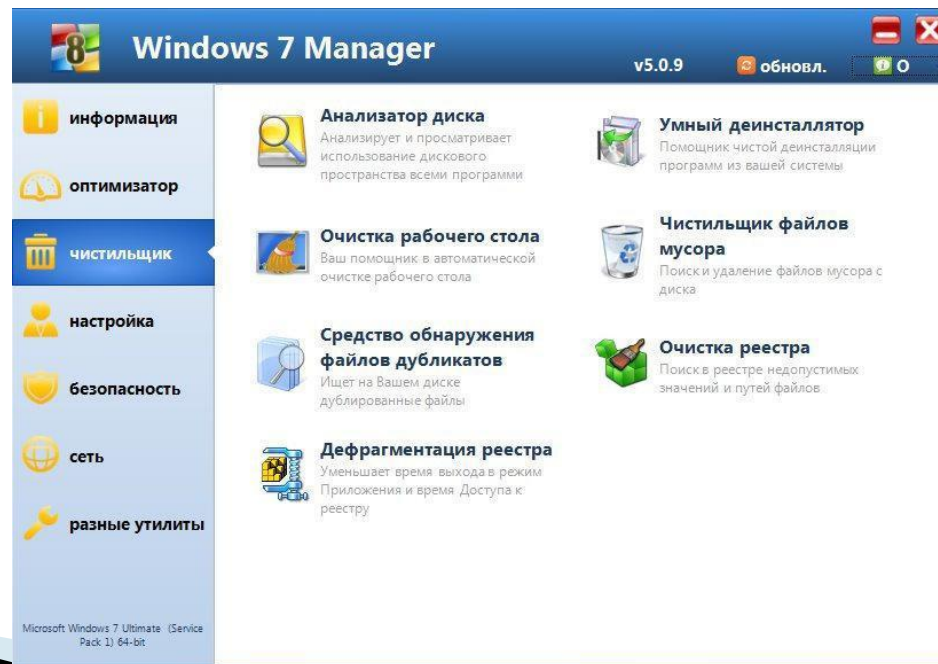 8
Windows 7 Manager
v5.0.9
обновл.
О
информация
оптимизатор
чистильщик
настройка
безопасность
сеть
разные утилиты
Microsoft Windows 7 Ultimate (Service
Pack 1) 64-bit
Анализатор диска
Анализирует и просматривает
использование дискового
пространства всеми программи
Умный деинсталлятор
Помощник чистой деинсталляции
программ из вашей системы
Очистка рабочего стола
Ваш помощник в автоматической
очистке рабочего стола
Чистильщик файлов
мусора
Поиск и удаление файлов мусора с
диска
Средство обнаружения
файлов дубликатов
Ищет на Вашем диске
дублированные файлы
Очистка реестра
Поиск в реестре недопустимых
значений и путей файлов
Дефрагментация реестра
Уменьшает время выхода в режим
Приложения и время Доступа к
реестру